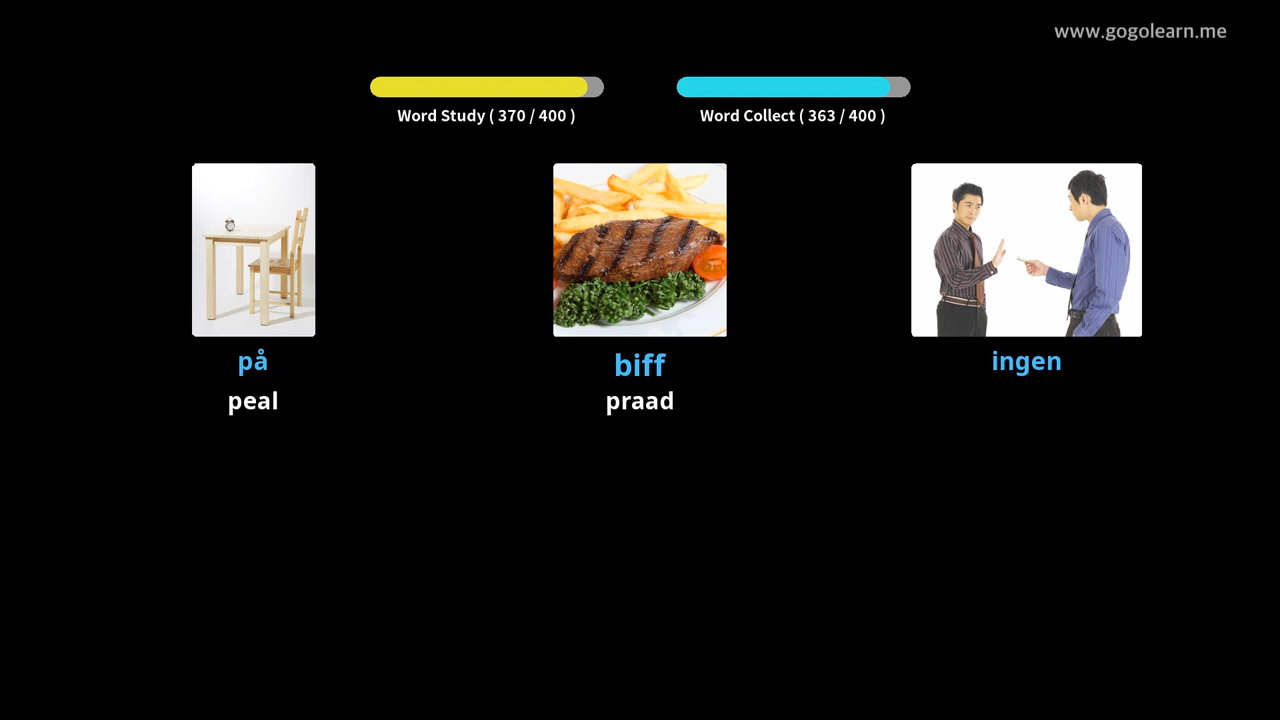 www.gogolearn.me
Word Study ( 370 / 400 )
Word Collect ( 363 / 400 )
på
biff
ingen
peal
praad